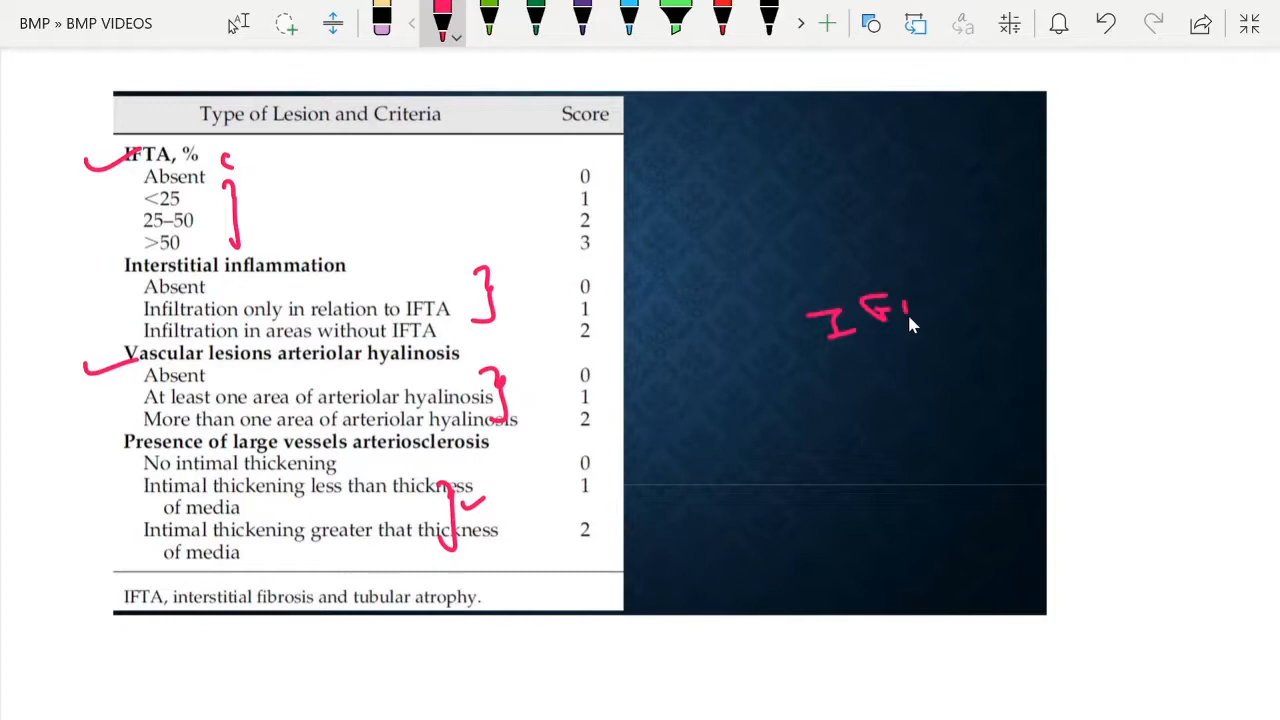 BMP » BMP VIDEOS
Type of Lesion and Criteria Score
IFTA, %
Absent 0
<25 1
25–50 2
>50 3
Interstitial inflammation
Absent 0
Infiltration only in relation to IFTA 1
Infiltration in areas without IFTA 2
Vascular lesions arteriolar hyalinosis
Absent 0
At least one area of arteriolar hyalinosis 1
More than one area of arteriolar hyalinosis 2
Presence of large vessels arteriosclerosis
No intimal thickening 0
Intimal thickening less than thickness 1
of media
Intimal thickening greater that thickness 2
of media
IFTA, interstitial fibrosis and tubular atrophy.